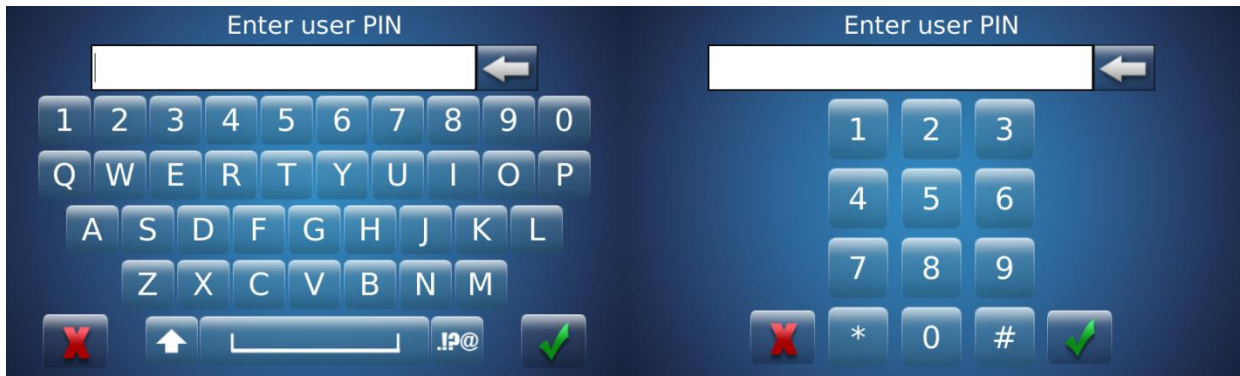 Enter user PIN
1 2 3 4 5 6 7 8 9 0
Q W E R T Y U I O P
A S D F G H J K L
Z X C V B N M
.!?@
Enter user PIN
1 2 3
4 5 6
7 8 9
* 0 #